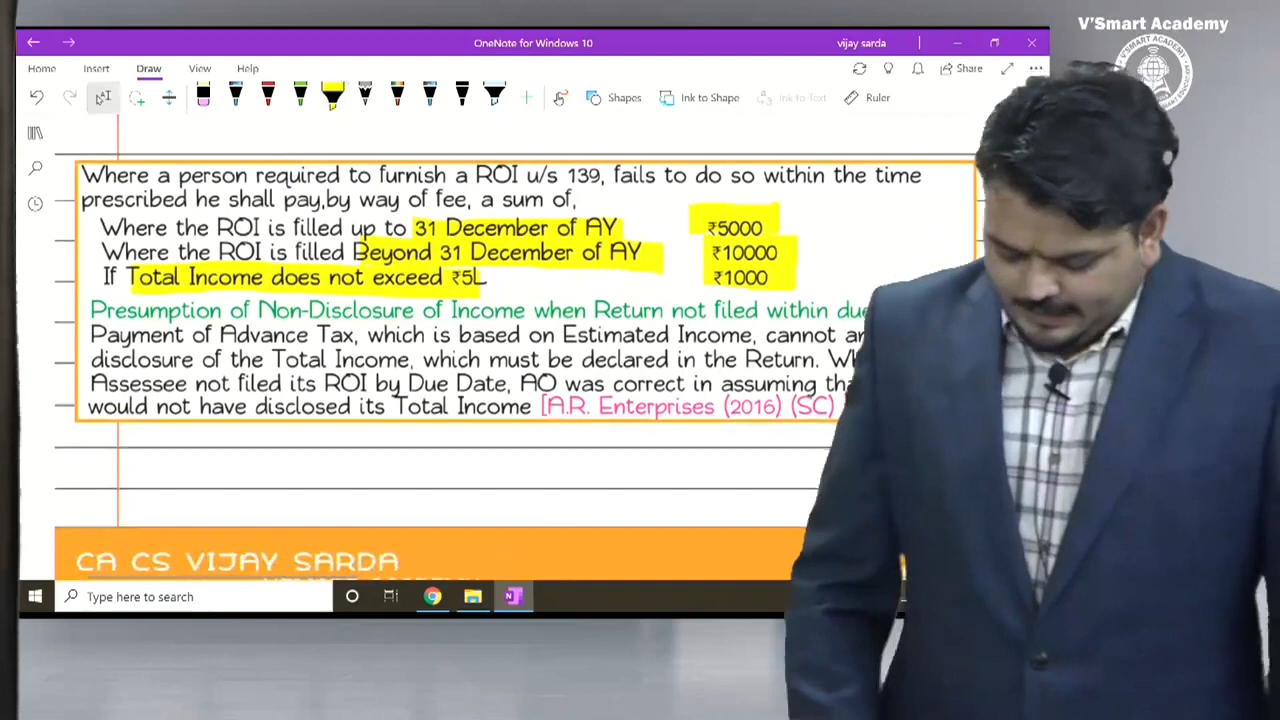 V'Smart Academy
OneNote for Windows 10
vijay sarda
Home Insert Draw View Help
Share
Shapes
Ink to Shape
Ink to Text
Ruler
Where a person required to furnish a ROI u/s 139, fails to do so within the time
prescribed he shall pay,by way of fee, a sum of,
Where the ROI is filled up to 31 December of AY ₹5000
Where the ROI is filled Beyond 31 December of AY ₹10000
If Total Income does not exceed ₹5L ₹1000
Presumption of Non-Disclosure of Income when Return not filed within due
Payment of Advance Tax, which is based on Estimated Income, cannot
disclosure of the Total Income, which must be declared in the Return.
Assessee not filed its ROI by Due Date, AO was correct in assuming
would not have disclosed its Total Income [A.R. Enterprises (2016) (SC)
CA CS VIJAY SARDA
Type here to search